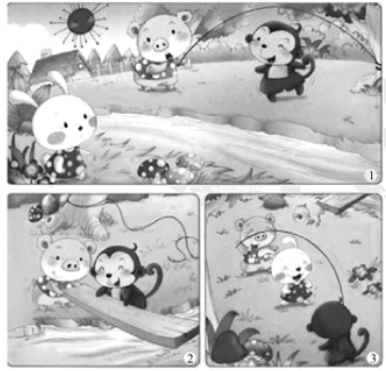 ①
②
③